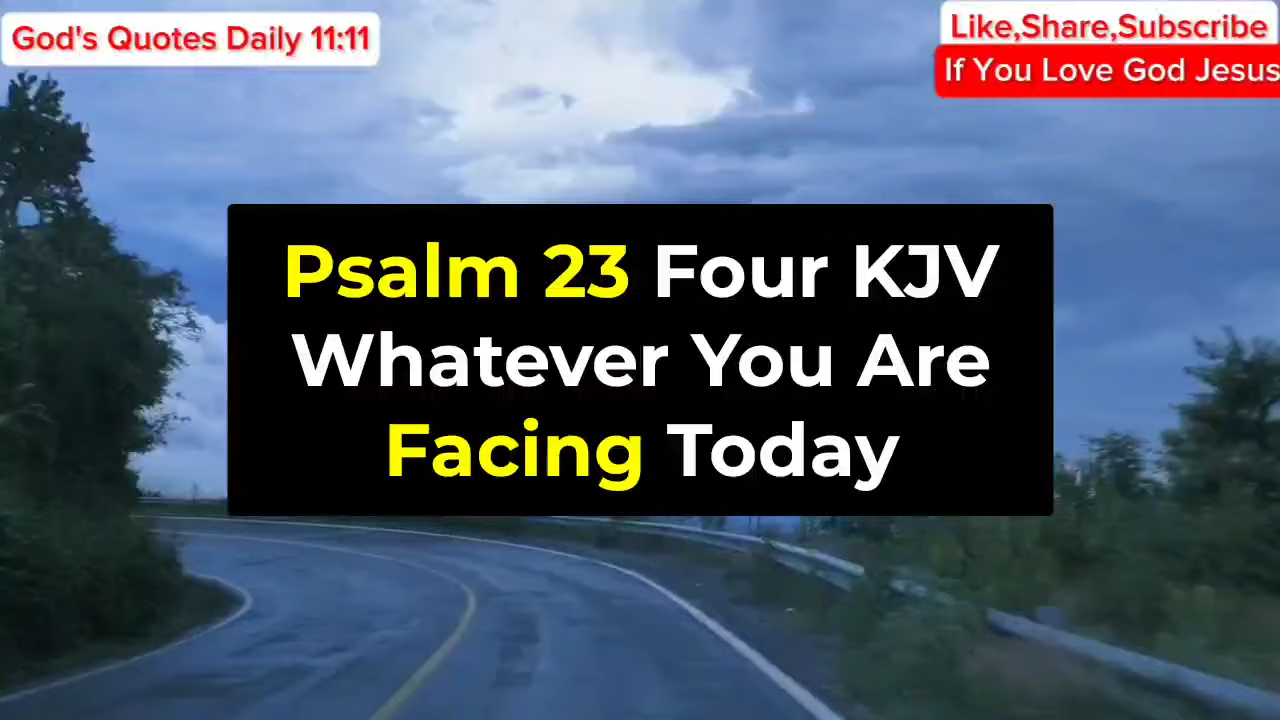 God's Quotes Daily 11:11
Like,Share,Subscribe
If You Love God Jesus
Psalm 23 Four KJV
Whatever You Are
Facing Today